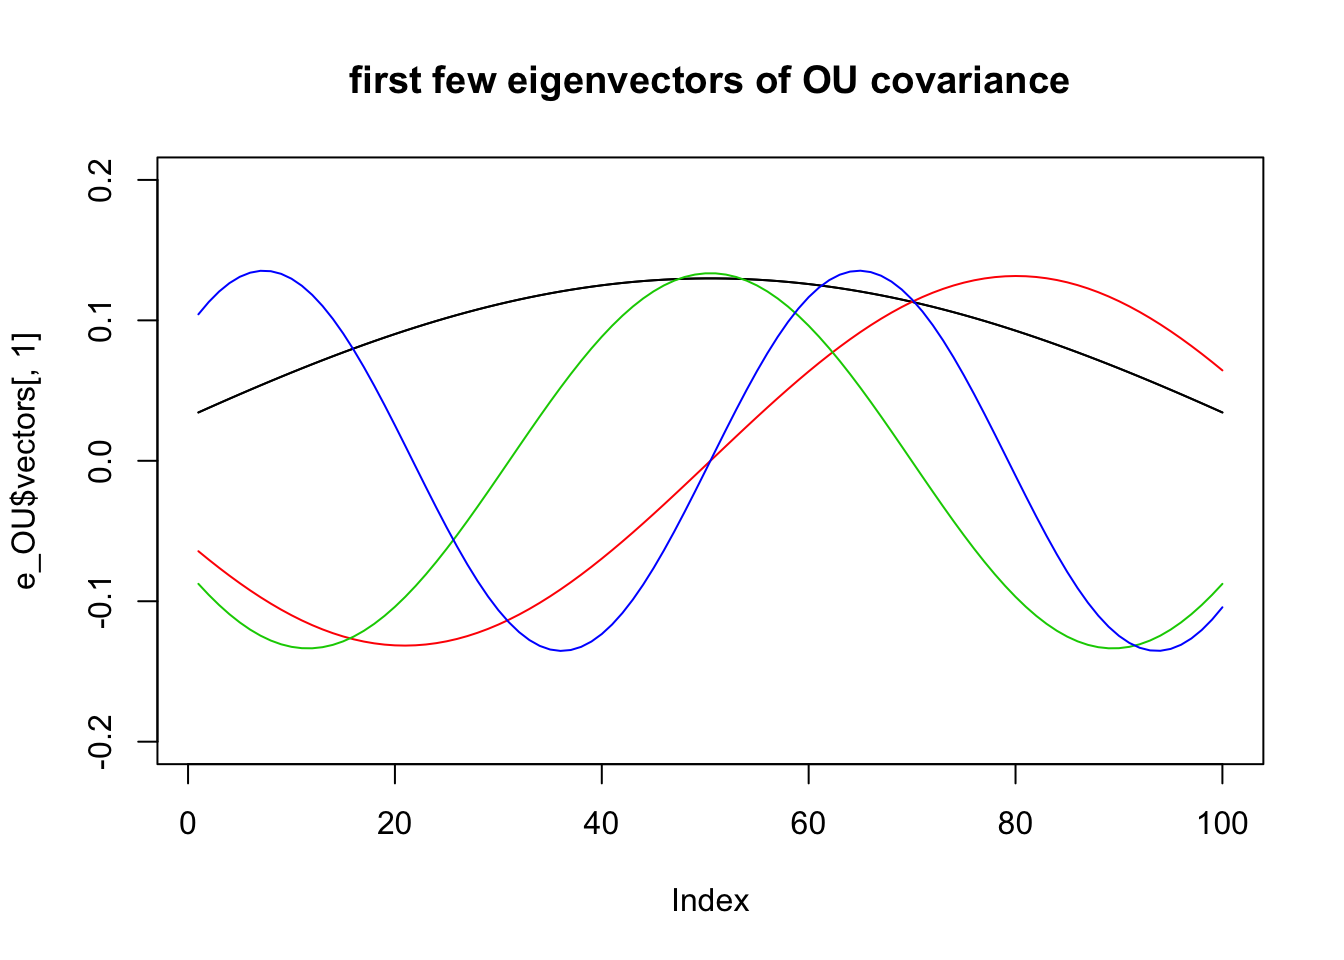 first few eigenvectors of OU covariance
e_OU$vectors[, 1]
0.2
0.1
0.0
-0.1
-0.2
0 20 40 60 80 100
Index